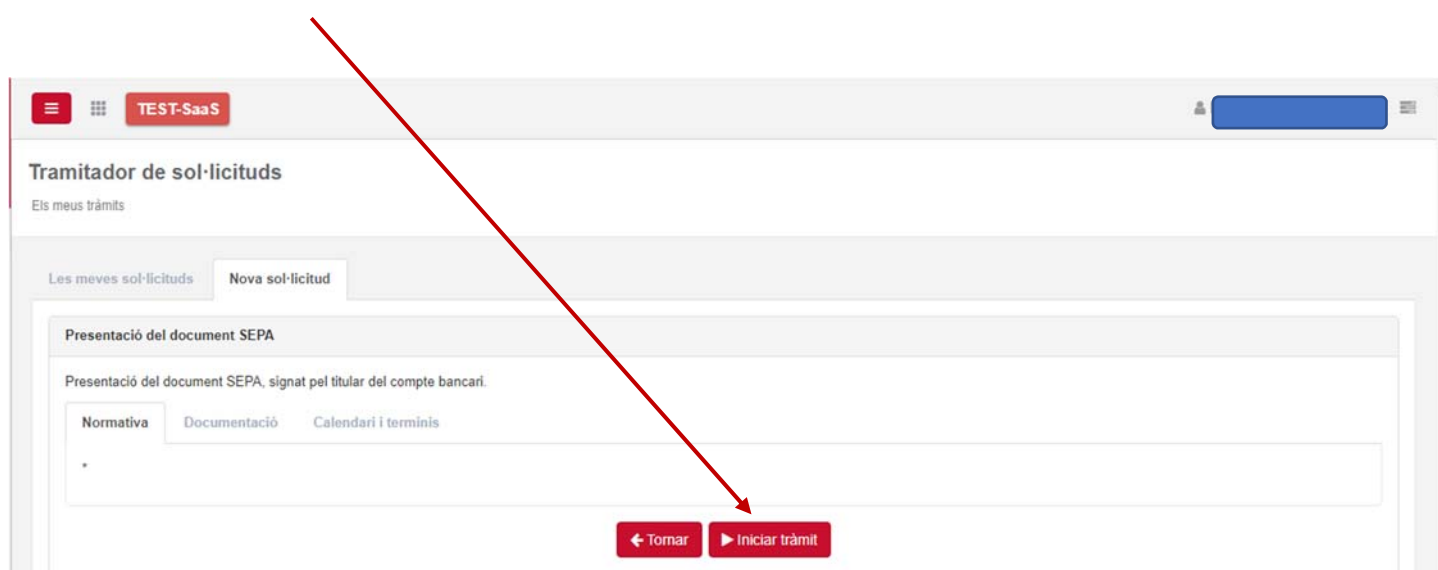 TEST-SaaS
Tramitador de sol·licituds
Els meus tràmits
Les meves sol·licituds Nova sol·licitud
Presentació del document SEPA
Presentació del document SEPA, signat pel titular del compte bancari.
Normativa Documentació Calendari i terminis
*
Tornar Iniciar tràmit